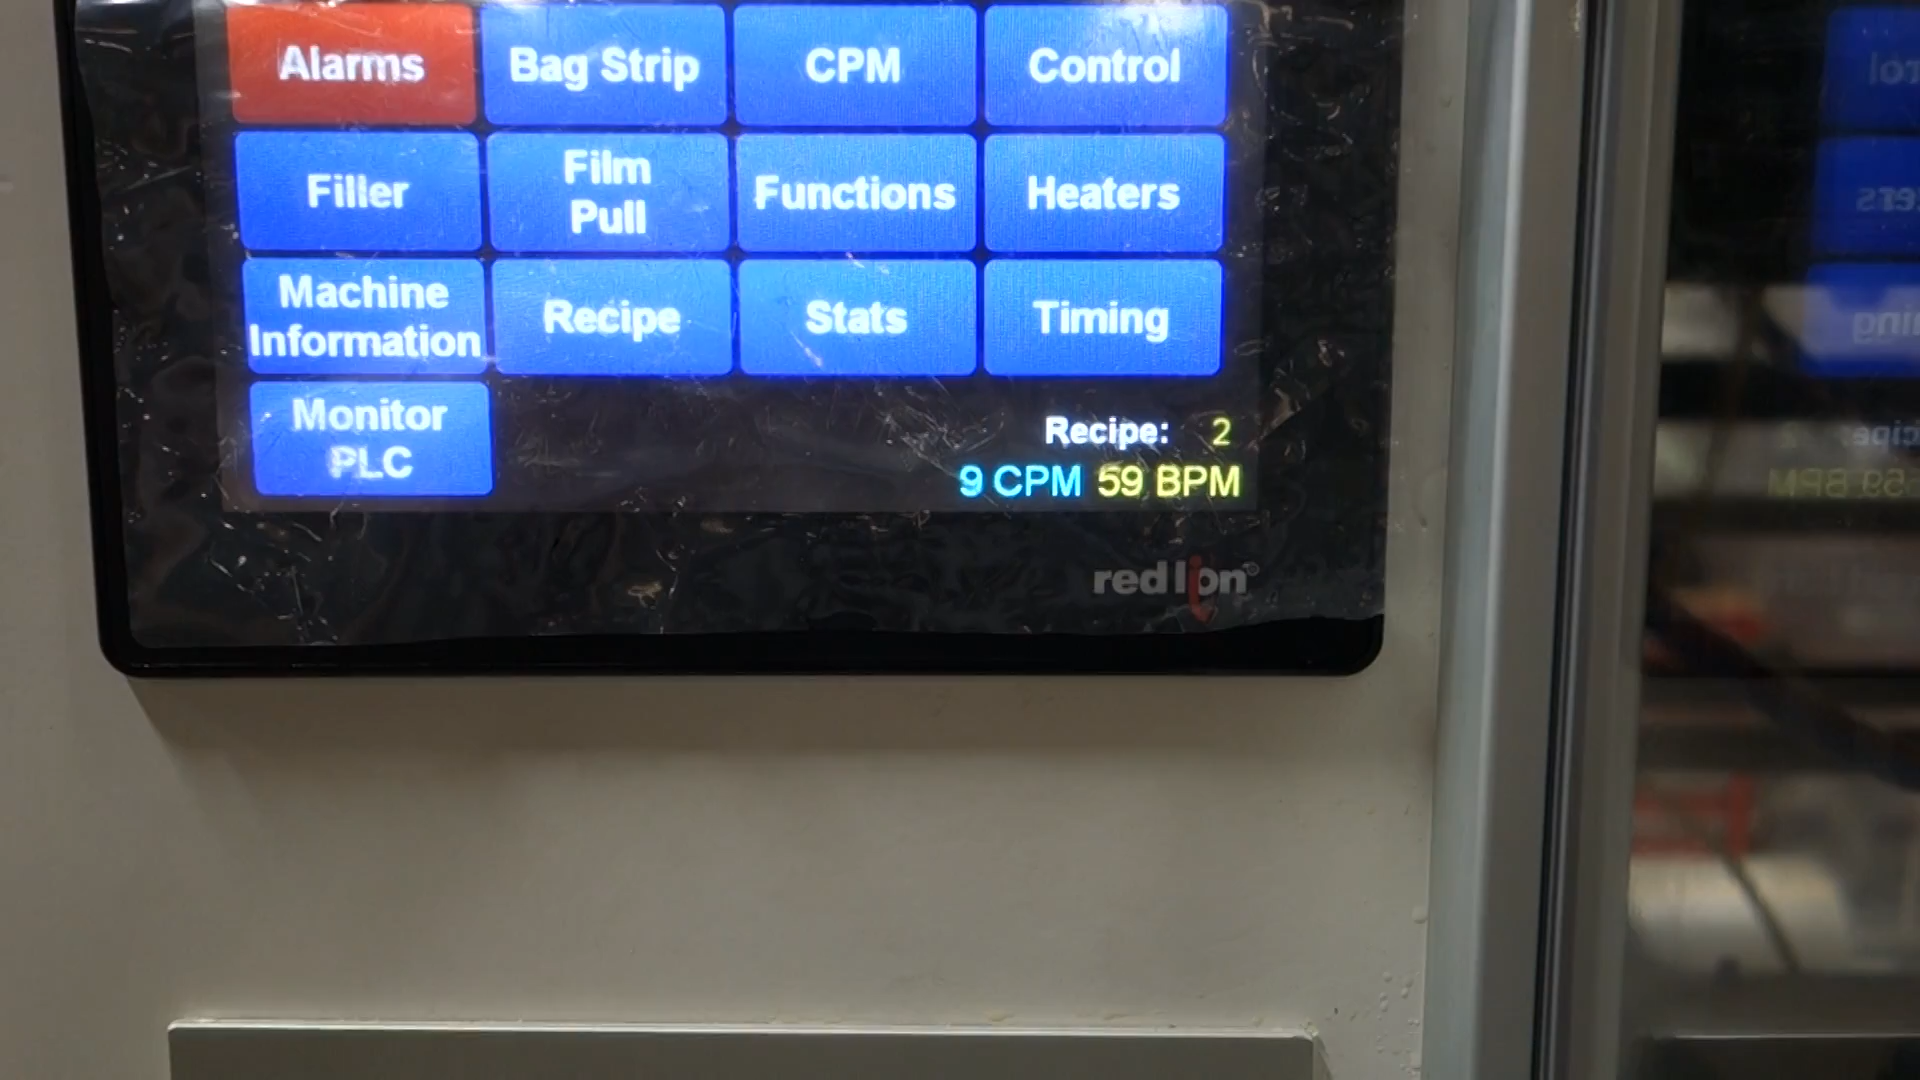 Alarms Bag Strip CPM Control
Filler Film Pull Functions Heaters
Machine Information Recipe Stats Timing
Monitor PLC
Recipe: 2
9 CPM 59 BPM
red lion